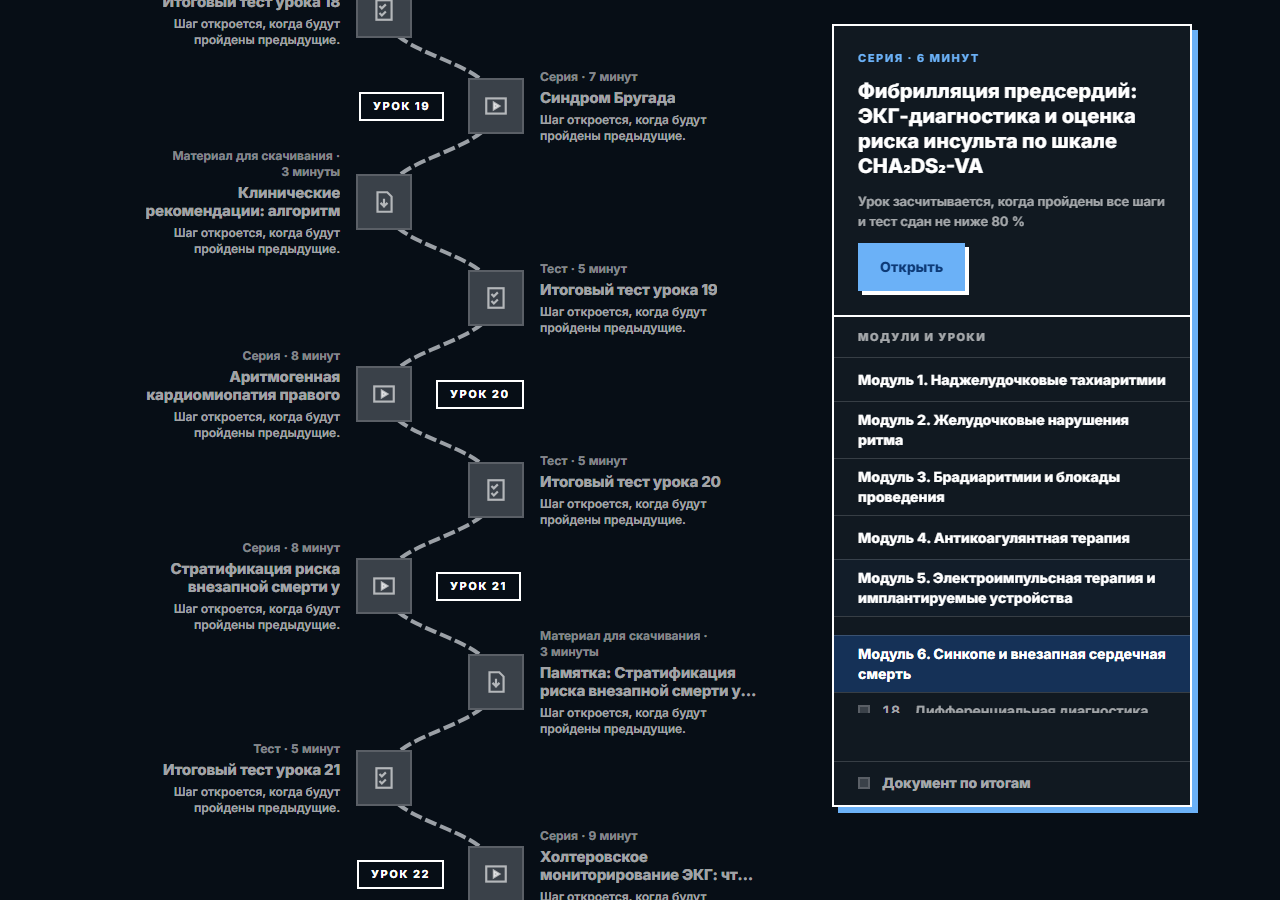 Итоговый тест урока 18
Шаг откроется, когда будут
пройдены предыдущие.
УРОК 19
Серия · 7 минут
Синдром Бругада
Шаг откроется, когда будут
пройдены предыдущие.
Материал для скачивания ·
3 минуты
Клинические
рекомендации: алгоритм
Шаг откроется, когда будут
пройдены предыдущие.
Тест · 5 минут
Итоговый тест урока 19
Шаг откроется, когда будут
пройдены предыдущие.
Серия · 8 минут
Аритмогенная
кардиомиопатия правого
Шаг откроется, когда будут
пройдены предыдущие.
УРОК 20
Тест · 5 минут
Итоговый тест урока 20
Шаг откроется, когда будут
пройдены предыдущие.
Серия · 8 минут
Стратификация риска
внезапной смерти у
Шаг откроется, когда будут
пройдены предыдущие.
УРОК 21
Материал для скачивания ·
3 минуты
Памятка: Стратификация
риска внезапной смерти у...
Шаг откроется, когда будут
пройдены предыдущие.
Тест · 5 минут
Итоговый тест урока 21
Шаг откроется, когда будут
пройдены предыдущие.
УРОК 22
Серия · 9 минут
Холтеровское
мониторирование ЭКГ: чт...
Шаг откроется, когда будут
СЕРИЯ · 6 МИНУТ
Фибрилляция предсердий:
ЭКГ-диагностика и оценка
риска инсульта по шкале
CHA₂DS₂-VA
Урок засчитывается, когда пройдены все шаги
и тест сдан не ниже 80 %
Открыть
МОДУЛИ И УРОКИ
Модуль 1. Наджелудочковые тахиаритмии
Модуль 2. Желудочковые нарушения
ритма
Модуль 3. Брадиаритмии и блокады
проведения
Модуль 4. Антикоагулянтная терапия
Модуль 5. Электроимпульсная терапия и
имплантируемые устройства
Модуль 6. Синкопе и внезапная сердечная
смерть
18 Дифференциальная диагностика
Документ по итогам